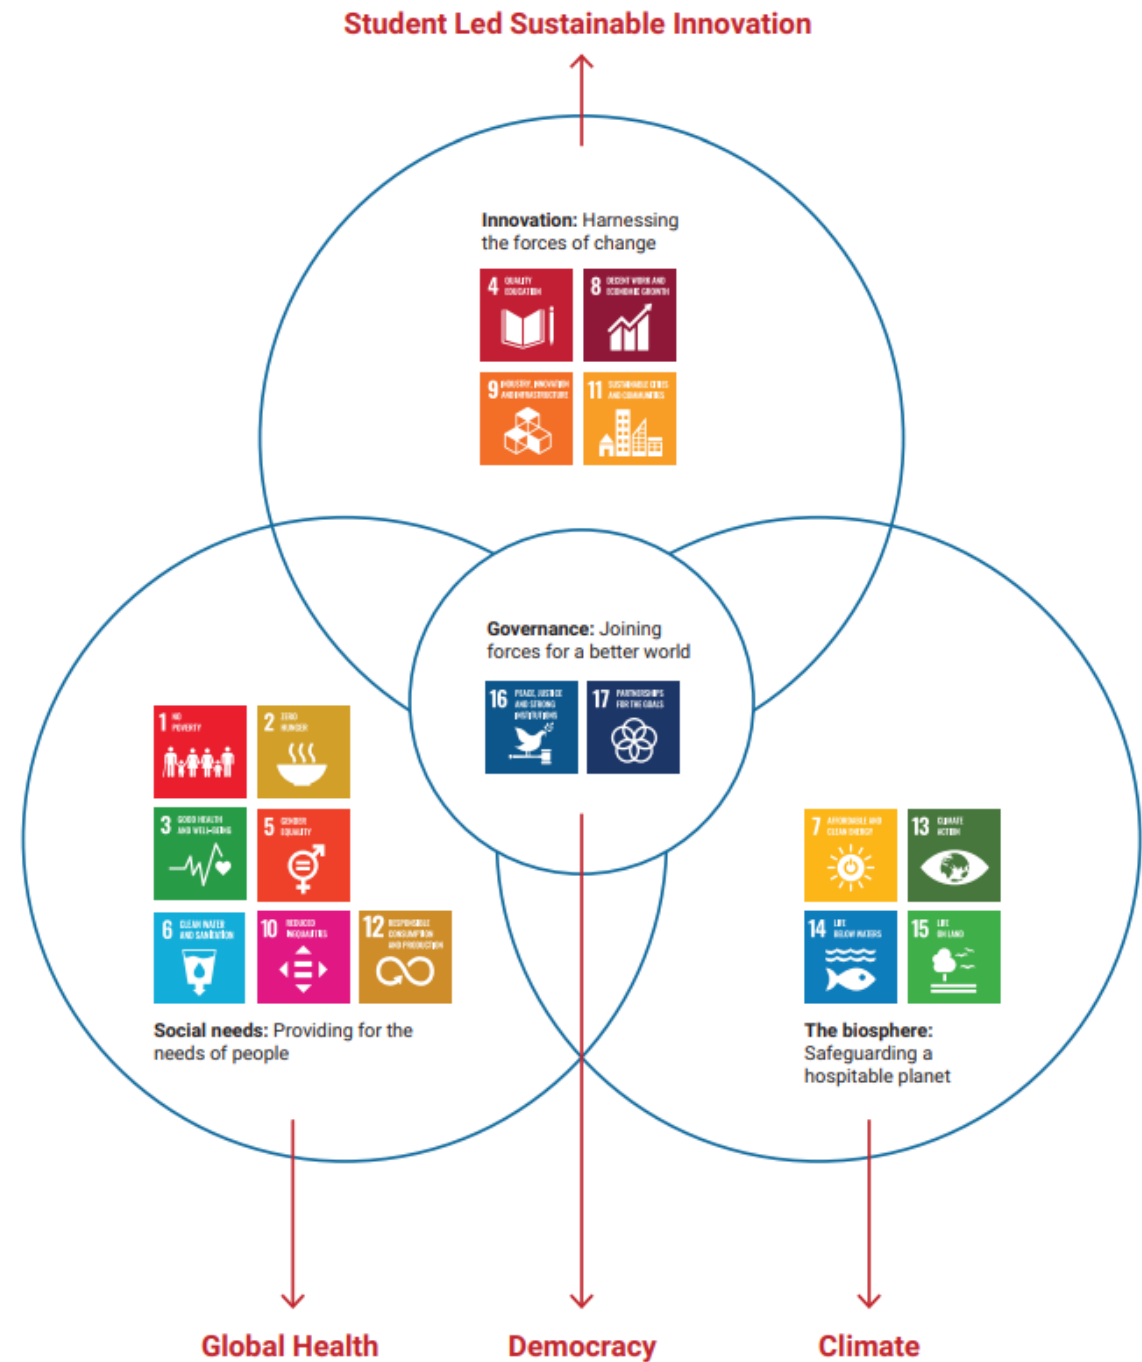 Student Led Sustainable Innovation
Innovation: Harnessing
the forces of change
4 QUALITY
EDUCATION
8 DECENT WORK AND
ECONOMIC GROWTH
9 INDUSTRY, INNOVATION
AND INFRASTRUCTURE
11 SUSTAINABLE CITIES
AND COMMUNITIES
Governance: Joining
forces for a better world
16 PEACE, JUSTICE
AND STRONG
INSTITUTIONS
17 PARTNERSHIPS
FOR THE GOALS
1 NO
POVERTY
2 ZERO
HUNGER
3 GOOD HEALTH
AND WELL-BEING
5 GENDER
EQUALITY
6 CLEAN WATER
AND SANITATION
10 REDUCED
INEQUALITIES
12 RESPONSIBLE
CONSUMPTION
AND PRODUCTION
Social needs: Providing for the
needs of people
7 AFFORDABLE AND
CLEAN ENERGY
13 CLIMATE
ACTION
14 LIFE
BELOW WATERS
15 LIFE
ON LAND
The biosphere:
Safeguarding a
hospitable planet
Global Health
Democracy
Climate